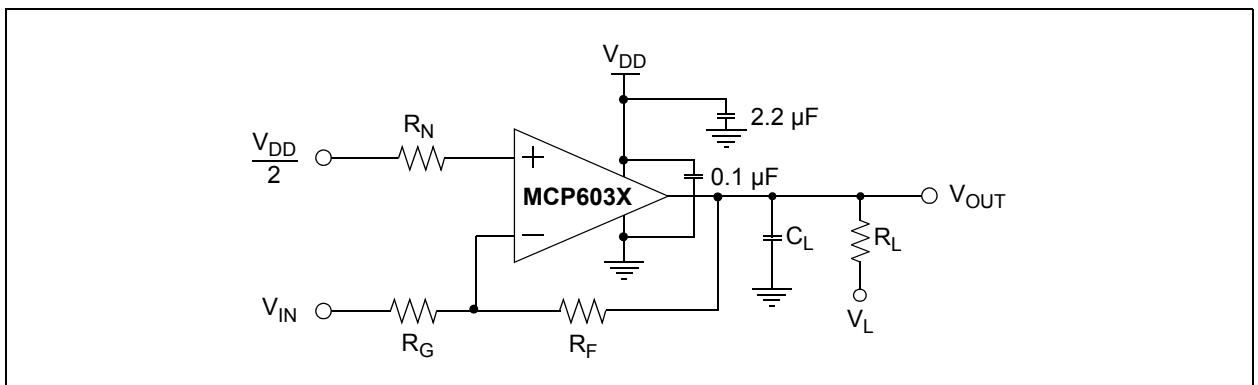 V_DD
2.2 µF
R_N
V_DD
2
+
0.1 µF
MCP603X
V_OUT
−
C_L
R_L
V_IN
R_G
R_F
V_L